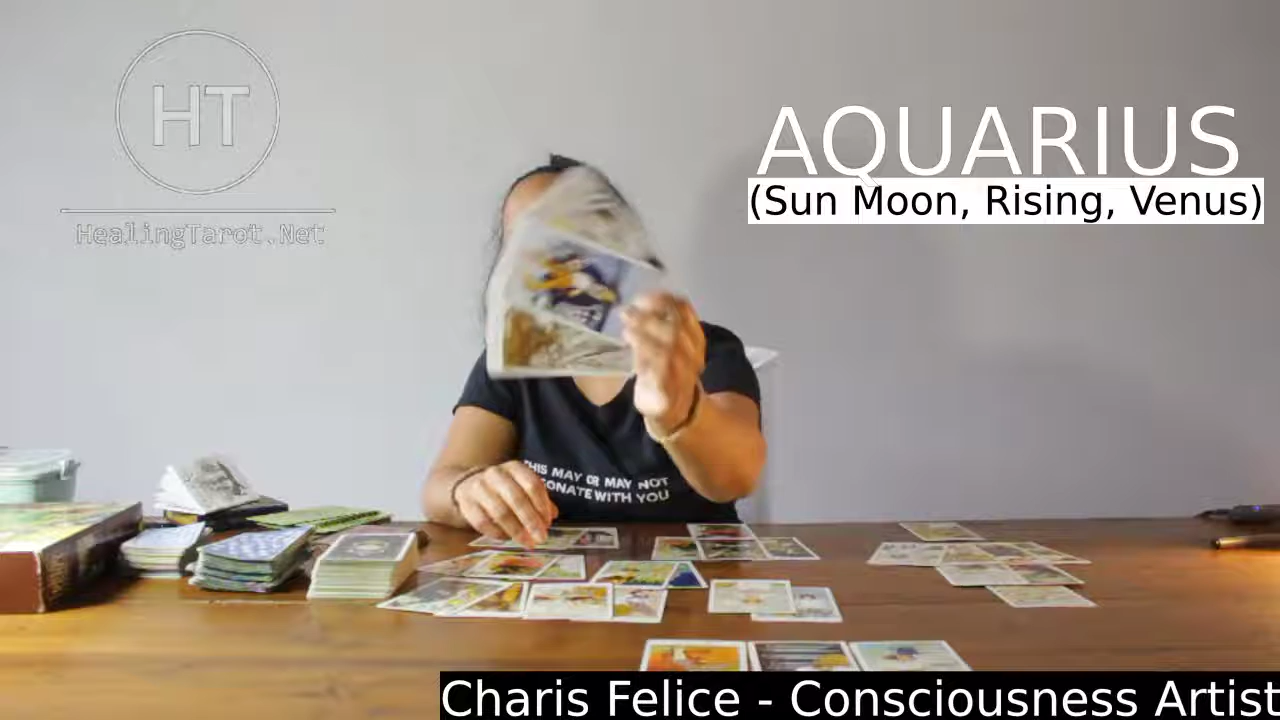 HT
HealingTarot.Net
AQUARIUS
(Sun Moon, Rising, Venus)
THIS MAY OR MAY NOT
WITH YOU
Charis Felice - Consciousness Artist